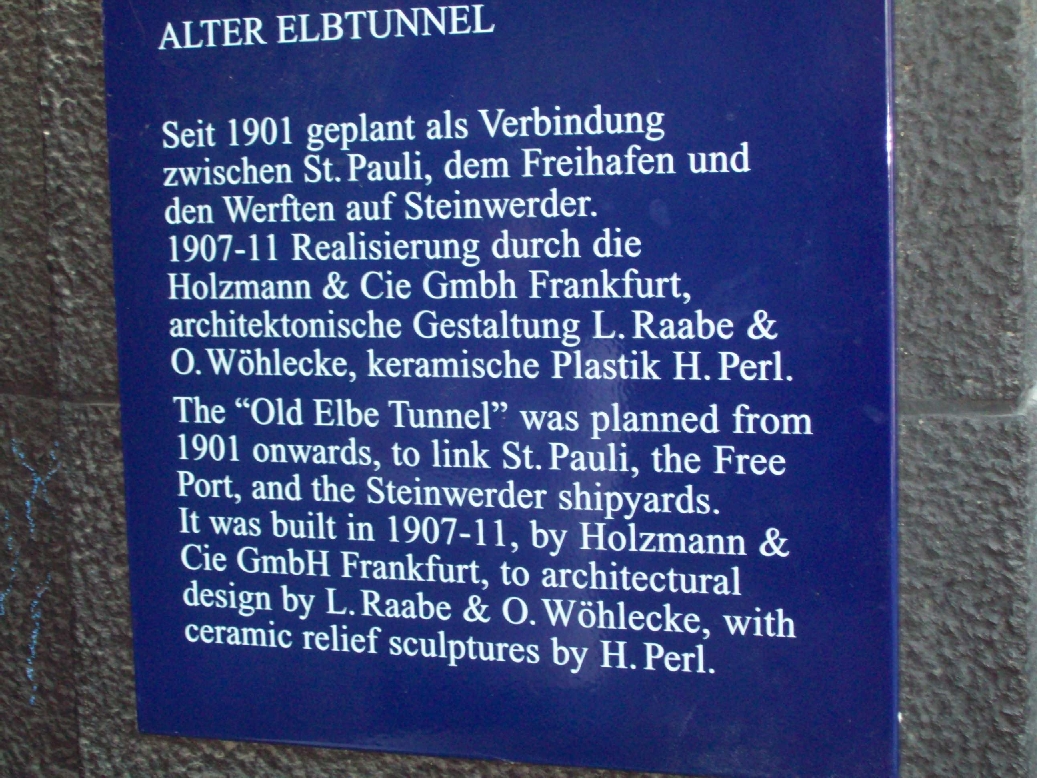 ALTER ELBTUNNEL
Seit 1901 geplant als Verbindung
zwischen St. Pauli, dem Freihafen und
den Werften auf Steinwerder.
1907-11 Realisierung durch die
Holzmann & Cie Gmbh Frankfurt,
architektonische Gestaltung L. Raabe &
O. Wöhlecke, keramische Plastik H. Perl.
The “Old Elbe Tunnel” was planned from
1901 onwards, to link St. Pauli, the Free
Port, and the Steinwerder shipyards.
It was built in 1907-11, by Holzmann &
Cie GmbH Frankfurt, to architectural
design by L. Raabe & O. Wöhlecke, with
ceramic relief sculptures by H. Perl.